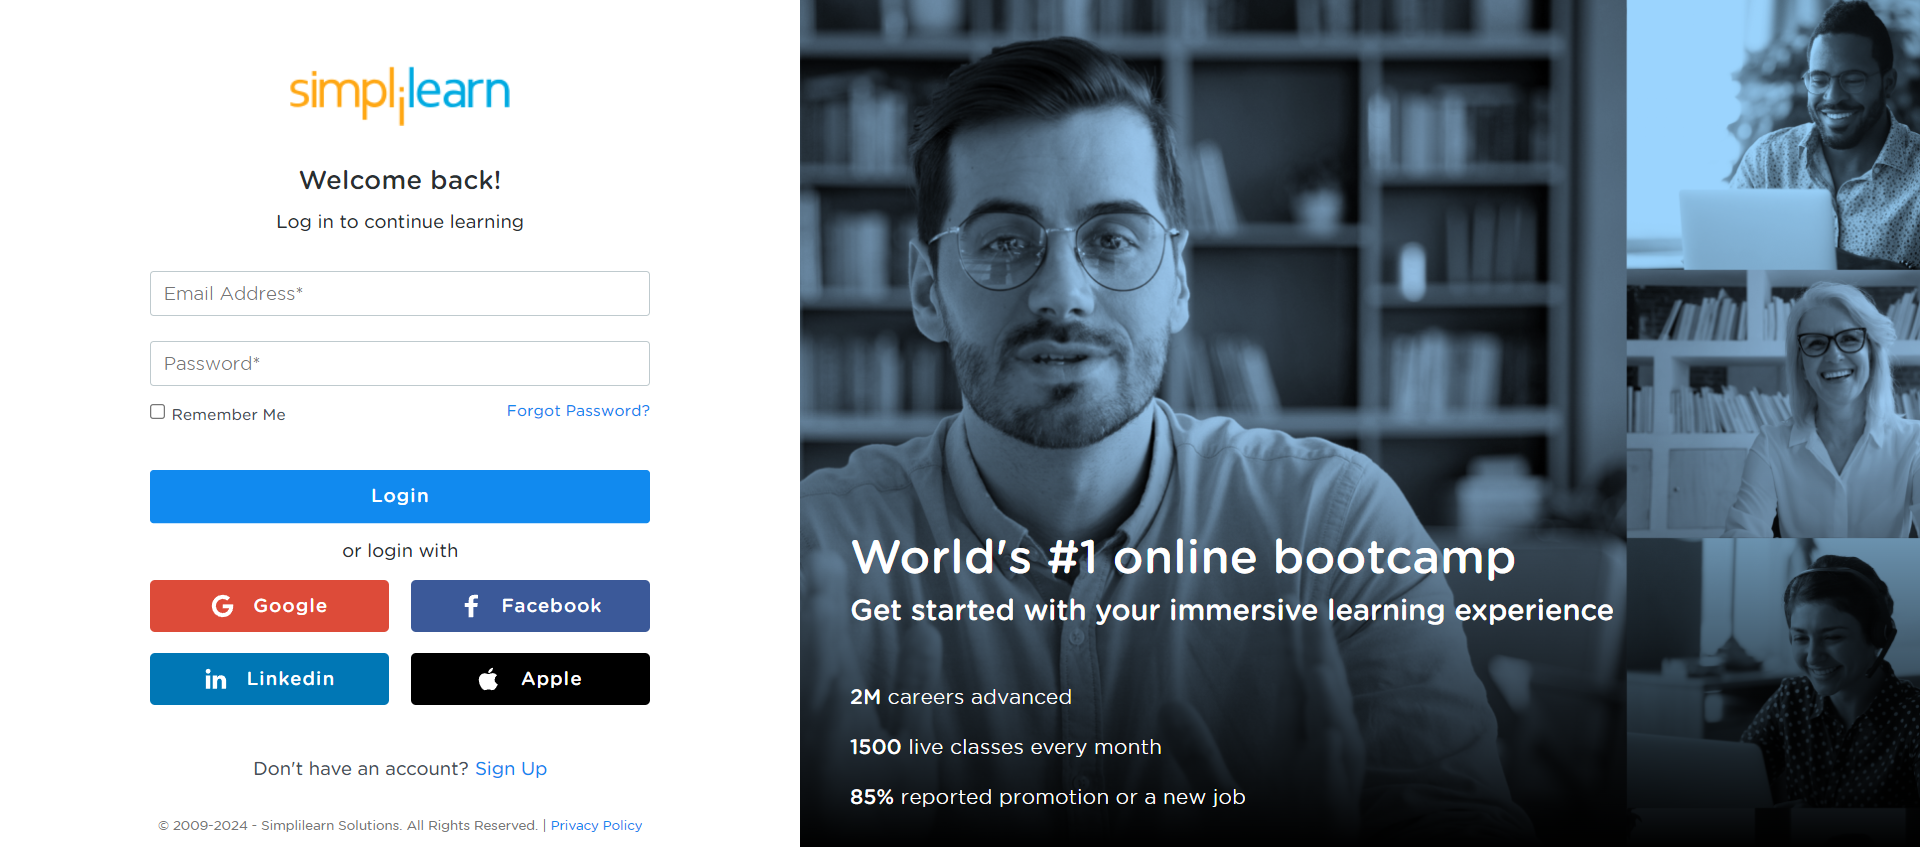 simplilearn
Welcome back!
Log in to continue learning
Email Address*
Password*
Remember Me
Forgot Password?
Login
or login with
Google
Facebook
Linkedin
Apple
Don't have an account? Sign Up
© 2009-2024 - Simplilearn Solutions. All Rights Reserved. | Privacy Policy
World's #1 online bootcamp
Get started with your immersive learning experience
2M careers advanced
1500 live classes every month
85% reported promotion or a new job